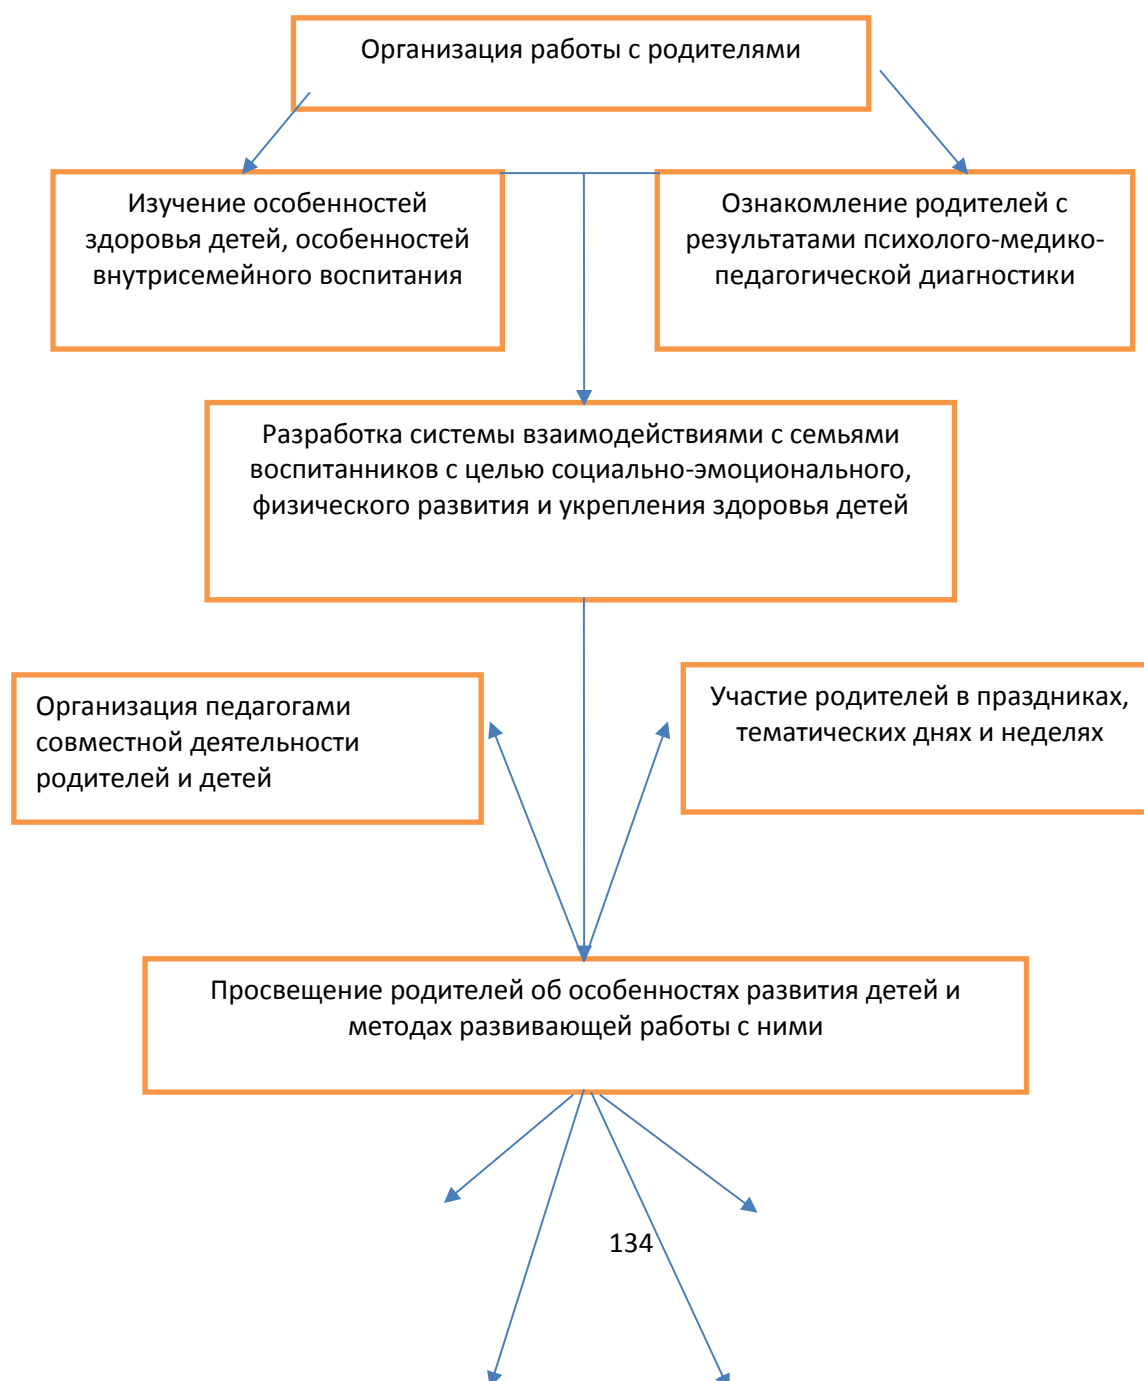 Организация работы с родителями
Изучение особенностей
здоровья детей, особенностей
внутрисемейного воспитания
Ознакомление родителей с
результатами психолого-медико-
педагогической диагностики
Разработка системы взаимодействиями с семьями
воспитанников с целью социально-эмоционального,
физического развития и укрепления здоровья детей
Организация педагогами
совместной деятельности
родителей и детей
Участие родителей в праздниках,
тематических днях и неделях
Просвещение родителей об особенностях развития детей и
методах развивающей работы с ними
134